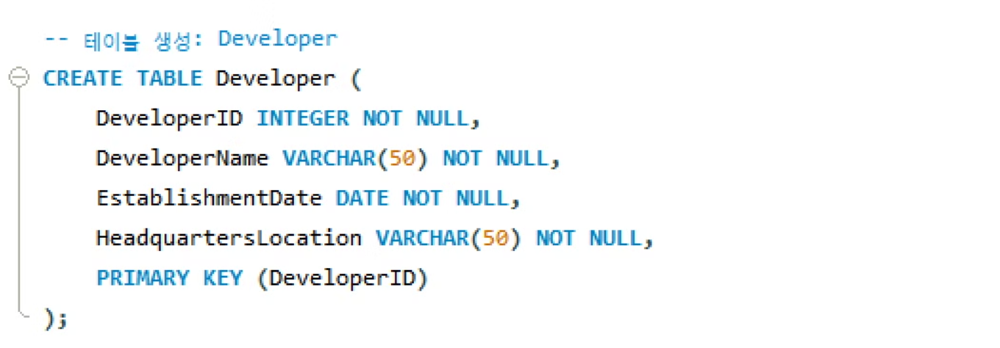 -- 테이블 생성: Developer
CREATE TABLE Developer (
DeveloperID INTEGER NOT NULL,
DeveloperName VARCHAR(50) NOT NULL,
EstablishmentDate DATE NOT NULL,
HeadquartersLocation VARCHAR(50) NOT NULL,
PRIMARY KEY (DeveloperID)
);